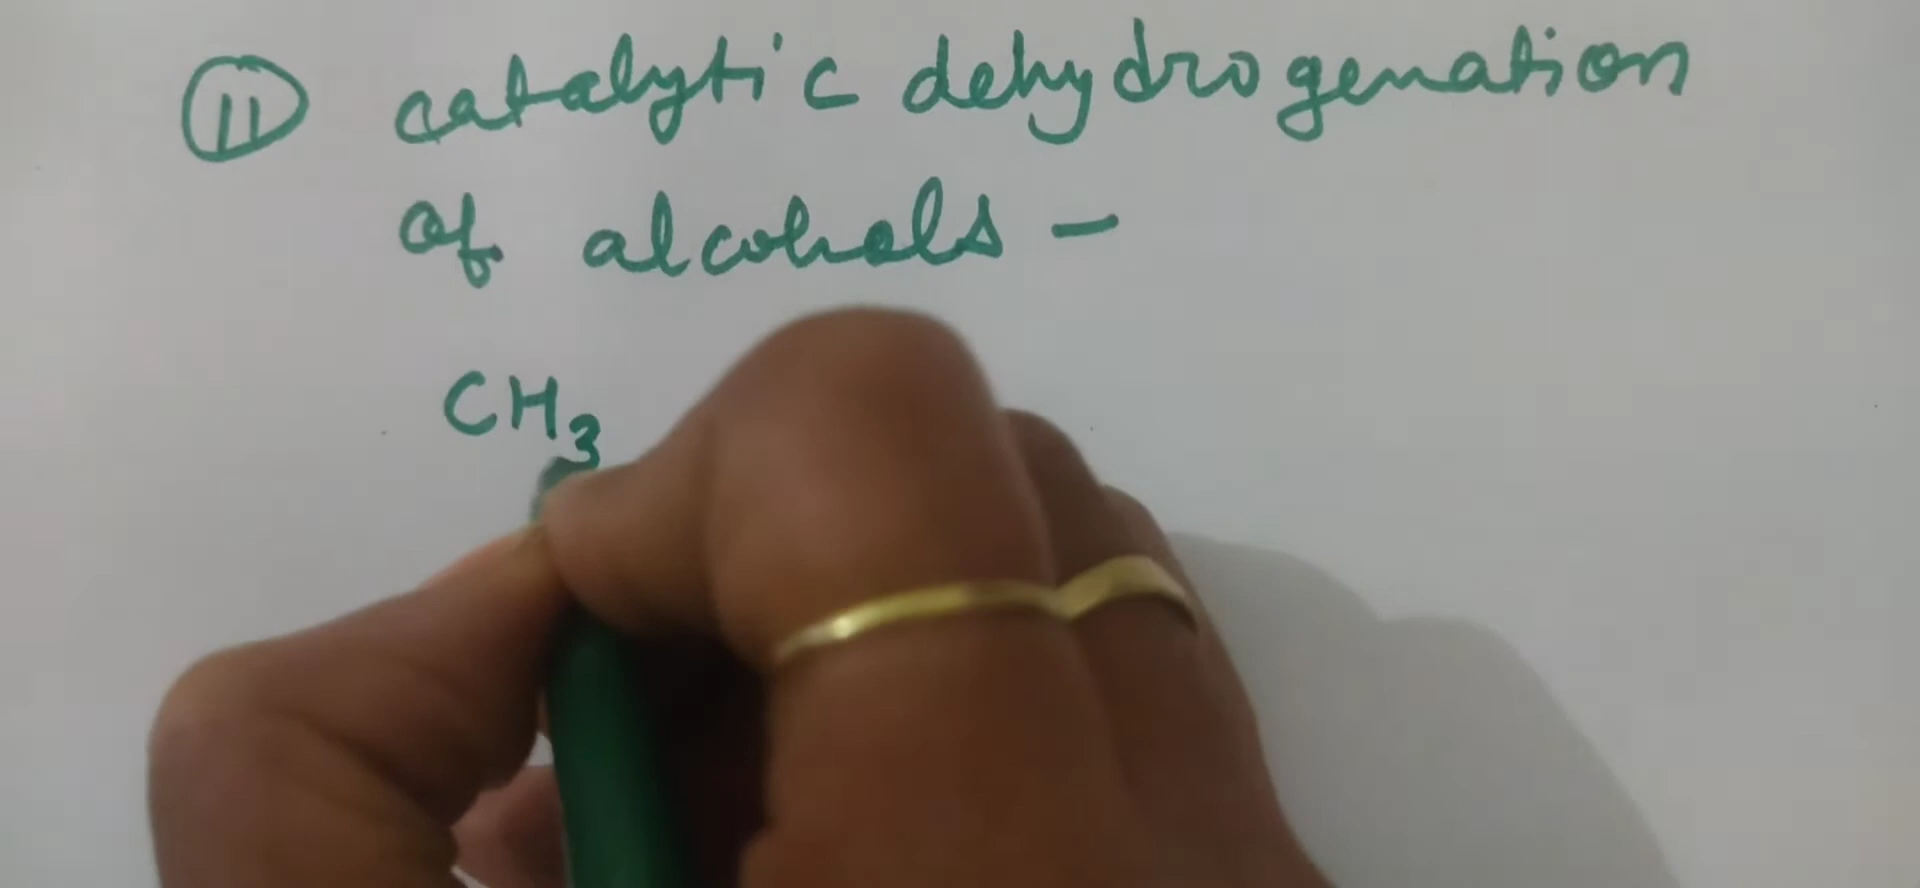 11 catalytic dehydrogenation
of alcohols -
CH3